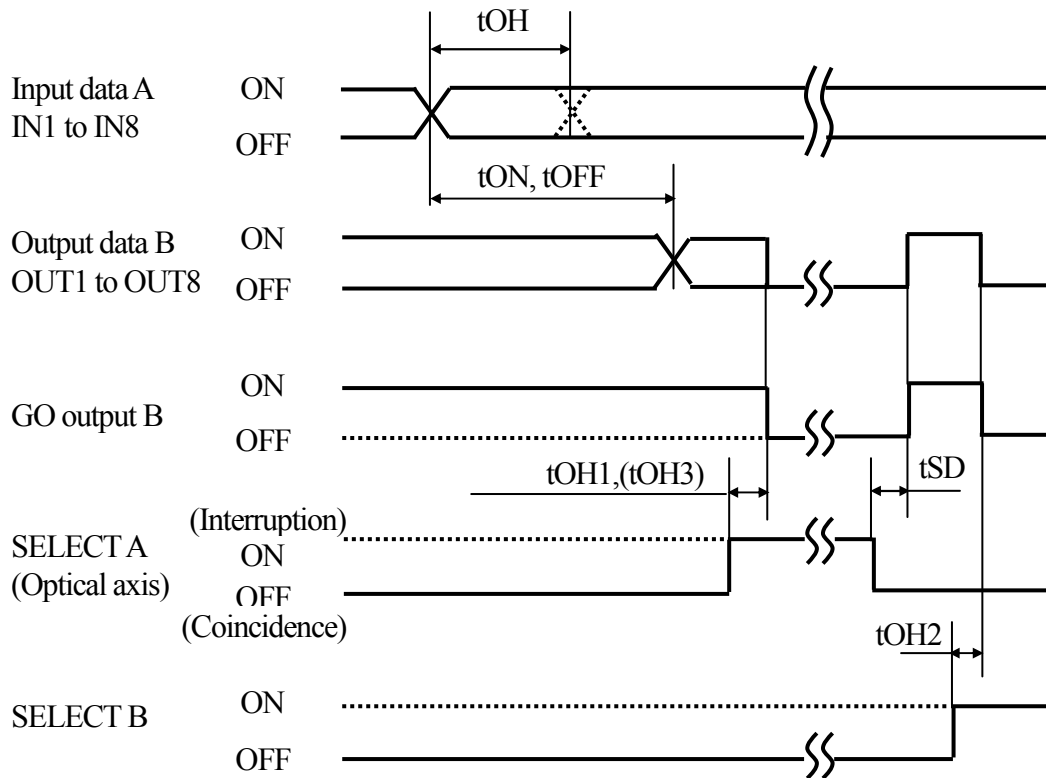 tOH
Input data A
IN1 to IN8
ON
OFF
tON, tOFF
Output data B
OUT1 to OUT8
ON
OFF
GO output B
ON
OFF
tOH1,(tOH3)
tSD
(Interruption)
SELECT A
(Optical axis)
ON
OFF
(Coincidence)
tOH2
SELECT B
ON
OFF